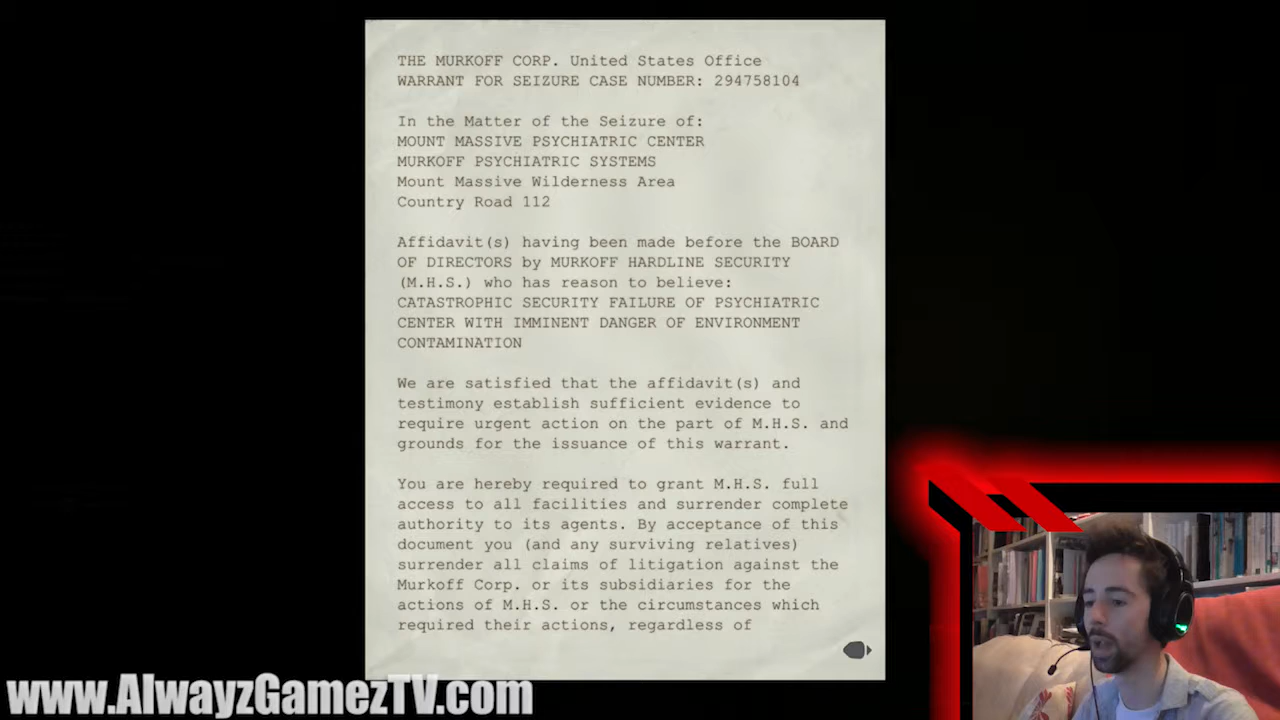 THE MURKOFF CORP. United States Office
WARRANT FOR SEIZURE CASE NUMBER: 294758104
In the Matter of the Seizure of:
MOUNT MASSIVE PSYCHIATRIC CENTER
MURKOFF PSYCHIATRIC SYSTEMS
Mount Massive Wilderness Area
Country Road 112
Affidavit(s) having been made before the BOARD
OF DIRECTORS by MURKOFF HARDLINE SECURITY
(M.H.S.) who has reason to believe:
CATASTROPHIC SECURITY FAILURE OF PSYCHIATRIC
CENTER WITH IMMINENT DANGER OF ENVIRONMENT
CONTAMINATION
We are satisfied that the affidavit(s) and
testimony establish sufficient evidence to
require urgent action on the part of M.H.S. and
grounds for the issuance of this warrant.
You are hereby required to grant M.H.S. full
access to all facilities and surrender complete
authority to its agents. By acceptance of this
document you (and any surviving relatives)
surrender all claims of litigation against the
Murkoff Corp. or its subsidiaries for the
actions of M.H.S. or the circumstances which
required their actions, regardless of
www.AlwayzGamezTV.com